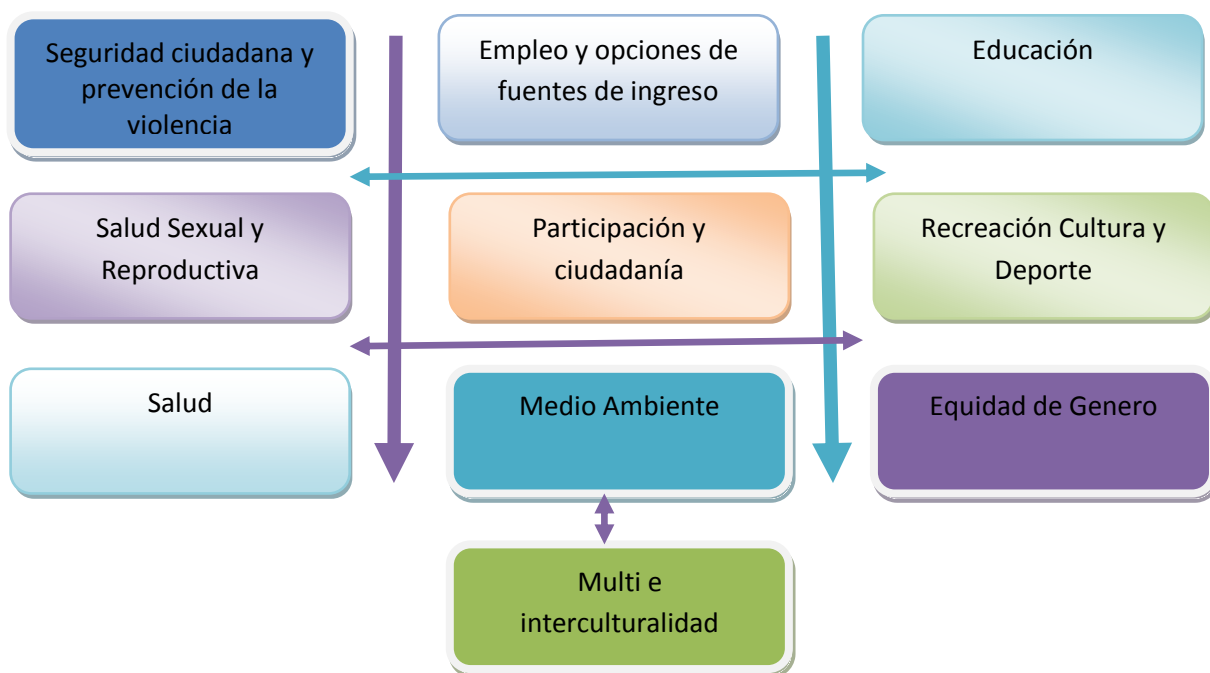 Seguridad ciudadana y
prevención de la
violencia
Empleo y opciones de
fuentes de ingreso
Educación
Salud Sexual y
Reproductiva
Participación y
ciudadanía
Recreación Cultura y
Deporte
Salud
Medio Ambiente
Equidad de Genero
Multi e
interculturalidad